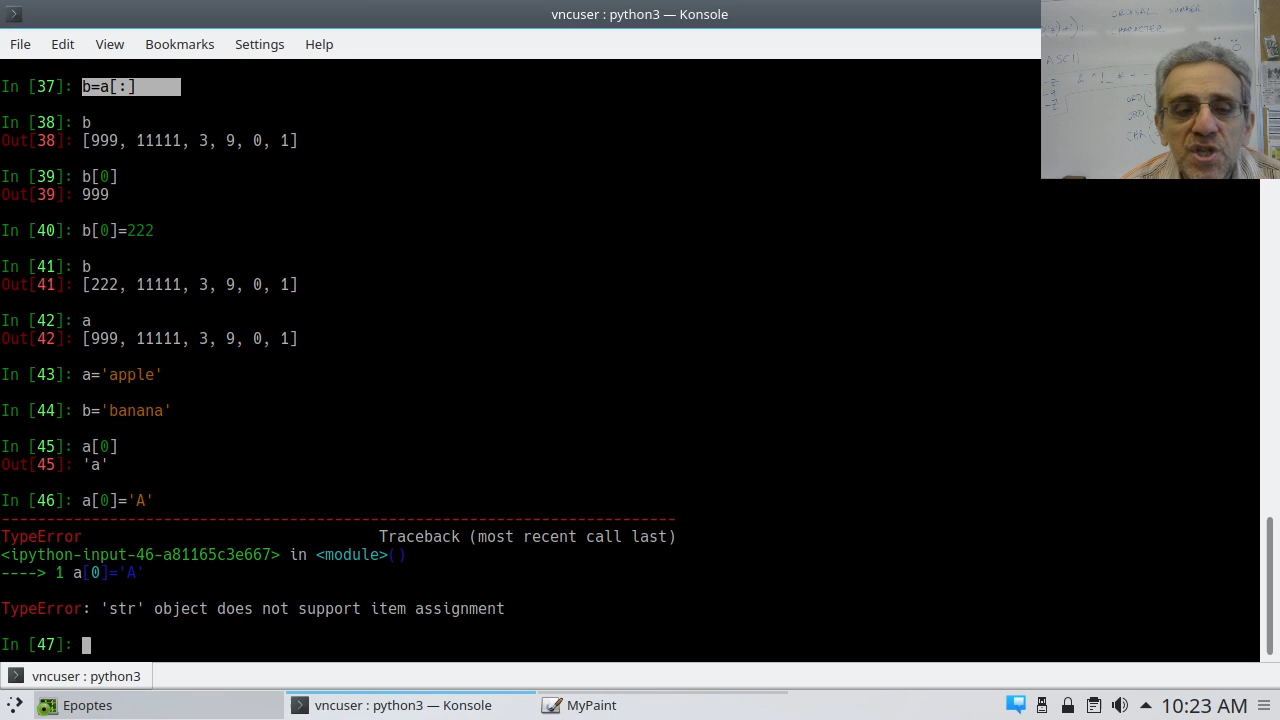 vncuser : python3 — Konsole
File Edit View Bookmarks Settings Help
In [37]: b=a[:]
In [38]: b
Out[38]: [999, 11111, 3, 9, 0, 1]
In [39]: b[0]
Out[39]: 999
In [40]: b[0]=222
In [41]: b
Out[41]: [222, 11111, 3, 9, 0, 1]
In [42]: a
Out[42]: [999, 11111, 3, 9, 0, 1]
In [43]: a='apple'
In [44]: b='banana'
In [45]: a[0]
Out[45]: 'a'
In [46]: a[0]='A'
---------------------------------------------------------------------------
TypeError Traceback (most recent call last)
<ipython-input-46-a81165c3e667> in <module>()
----> 1 a[0]='A'
TypeError: 'str' object does not support item assignment
In [47]:
vncuser : python3
Epoptes vncuser : python3 — Konsole MyPaint 10:23 AM
NUMBER
CHARACTER
ASCII